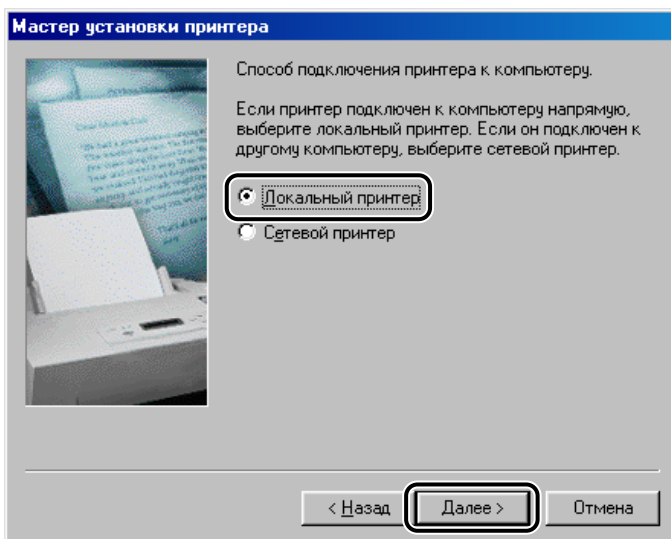 Мастер установки принтера
Способ подключения принтера к компьютеру.
Если принтер подключен к компьютеру напрямую,
выберите локальный принтер. Если он подключен к
другому компьютеру, выберите сетевой принтер.
Локальный принтер
Сетевой принтер
< Назад
Далее >
Отмена